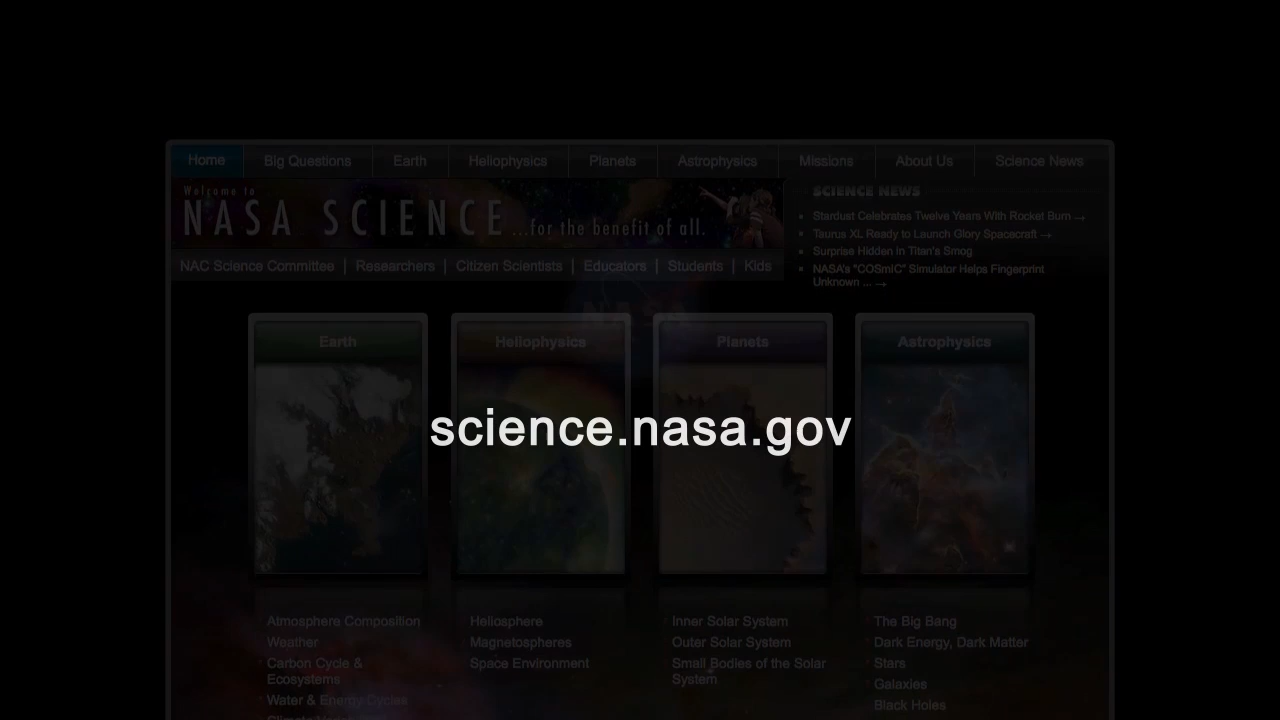 Home Big Questions Earth Heliophysics Planets Astrophysics Missions About Us Science News
Welcome to
NASA SCIENCE ...for the benefit of all.
NAC Science Committee | Researchers | Citizen Scientists | Educators | Students | Kids
SCIENCE NEWS
Stardust Celebrates Twelve Years With Rocket Burn →
Taurus XL Ready to Launch Glory Spacecraft →
Surprise Hidden in Titan's Smog
NASA's "COSmIC" Simulator Helps Fingerprint
Unknown ... →
Earth Heliophysics Planets Astrophysics
science.nasa.gov
Atmosphere Composition
Weather
Carbon Cycle &
Ecosystems
Water & Energy Cycles
Heliosphere
Magnetospheres
Space Environment
Inner Solar System
Outer Solar System
Small Bodies of the Solar
System
The Big Bang
Dark Energy, Dark Matter
Stars
Galaxies
Black Holes